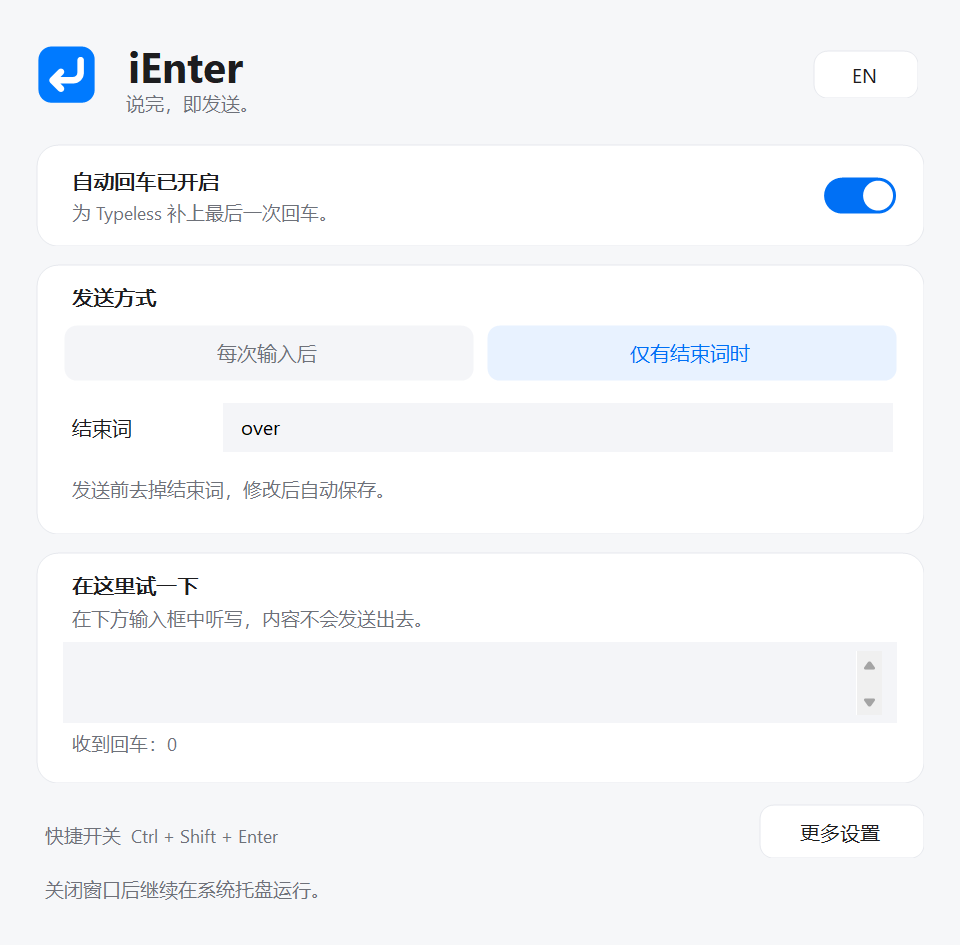 iEnter
说完，即发送。
EN
自动回车已开启
为 Typeless 补上最后一次回车。
发送方式
每次输入后
仅有结束词时
结束词
over
发送前去掉结束词，修改后自动保存。
在这里试一下
在下方输入框中听写，内容不会发送出去。
收到回车：0
快捷开关 Ctrl + Shift + Enter
更多设置
关闭窗口后继续在系统托盘运行。